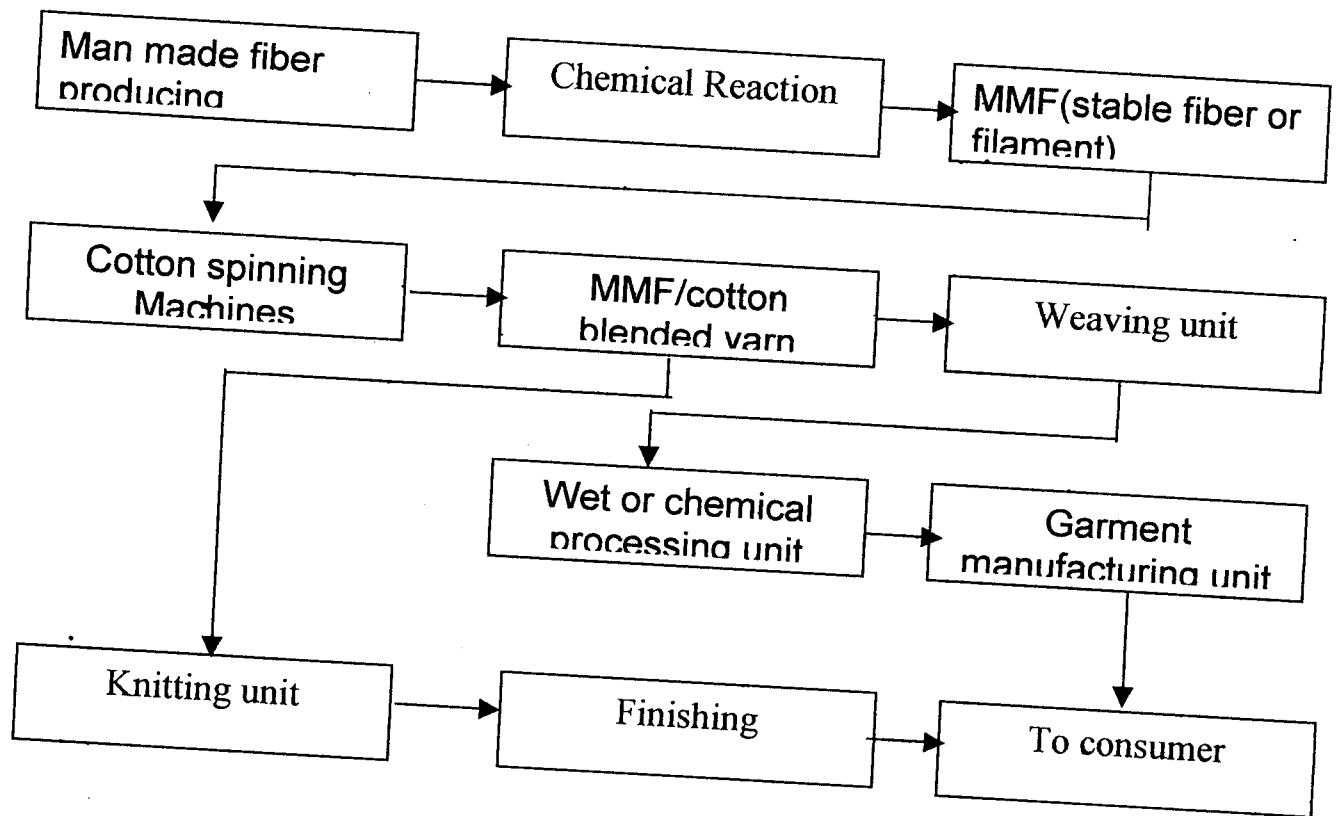 Man made fiber
producing
Chemical Reaction
MMF(stable fiber or
filament)
Cotton spinning
Machines
MMF/cotton
blended yarn
Weaving unit
Wet or chemical
processing unit
Garment
manufacturing unit
Knitting unit
Finishing
To consumer